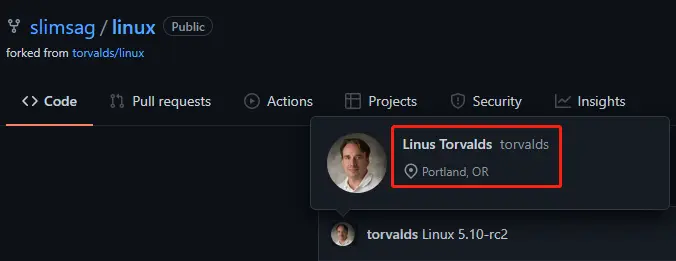 slimsag / linux Public
forked from torvalds/linux
Code Pull requests Actions Projects Security Insights
Linus Torvalds torvalds
Portland, OR
torvalds Linux 5.10-rc2